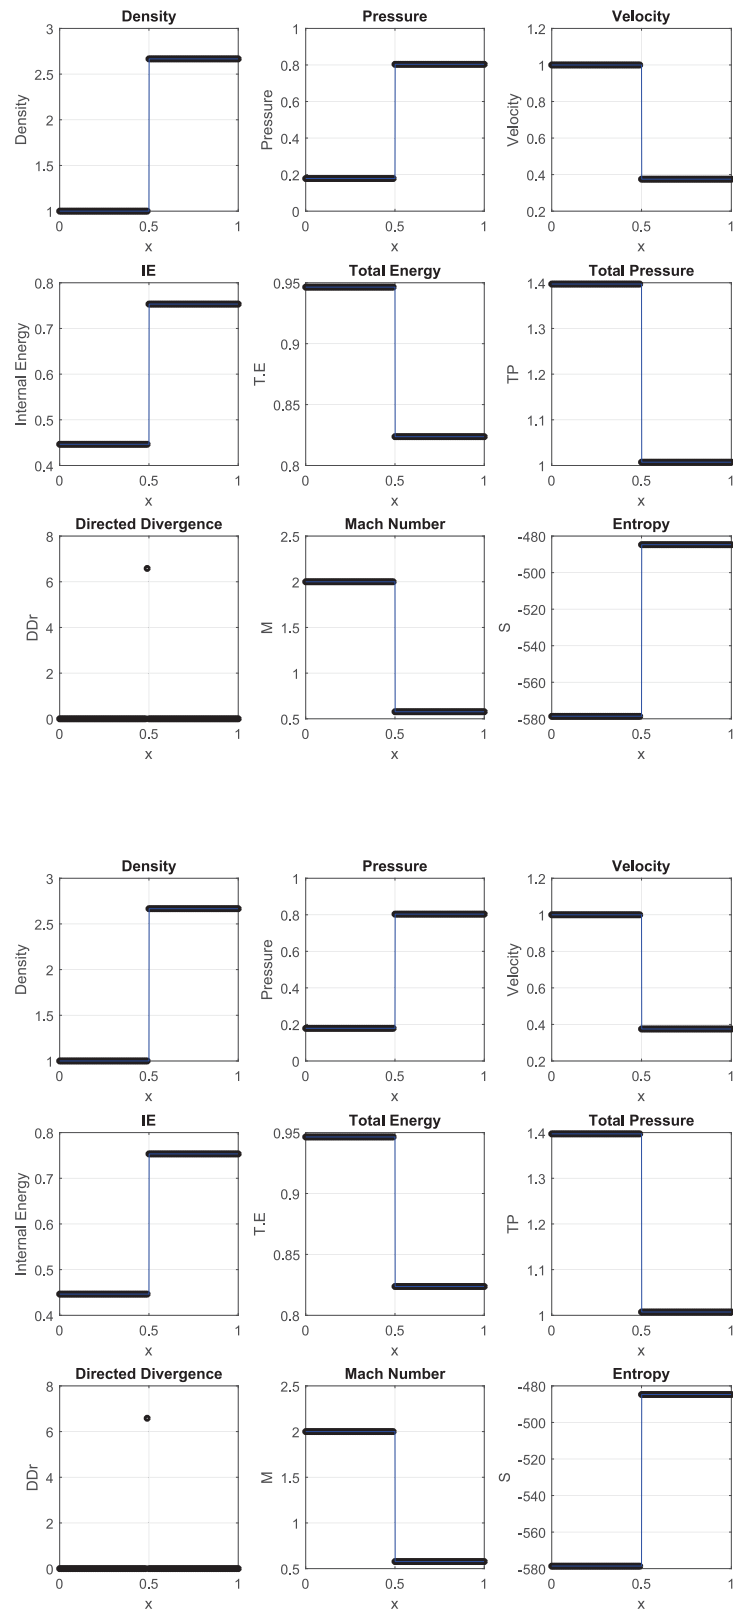 Density
Pressure
Velocity
3
2.5
2
1.5
1
Density
0
0.5
1
x
1
0.8
0.6
0.4
0.2
0
Pressure
0
0.5
1
x
1.2
1
0.8
0.6
0.4
0.2
Velocity
0
0.5
1
x
IE
Total Energy
Total Pressure
0.8
0.7
0.6
0.5
0.4
Internal Energy
0
0.5
1
x
0.95
0.9
0.85
0.8
T.E
0
0.5
1
x
1.4
1.3
1.2
1.1
1
TP
0
0.5
1
x
Directed Divergence
Mach Number
Entropy
8
6
4
2
0
DDr
0
0.5
1
x
2.5
2
1.5
1
0.5
M
0
0.5
1
x
-480
-500
-520
-540
-560
-580
S
0
0.5
1
x
Density
Pressure
Velocity
3
2.5
2
1.5
1
Density
0
0.5
1
x
1
0.8
0.6
0.4
0.2
0
Pressure
0
0.5
1
x
1.2
1
0.8
0.6
0.4
0.2
Velocity
0
0.5
1
x
IE
Total Energy
Total Pressure
0.8
0.7
0.6
0.5
0.4
Internal Energy
0
0.5
1
x
0.95
0.9
0.85
0.8
T.E
0
0.5
1
x
1.4
1.3
1.2
1.1
1
TP
0
0.5
1
x
Directed Divergence
Mach Number
Entropy
8
6
4
2
0
DDr
0
0.5
1
x
2.5
2
1.5
1
0.5
M
0
0.5
1
x
-480
-500
-520
-540
-560
-580
S
0
0.5
1
x